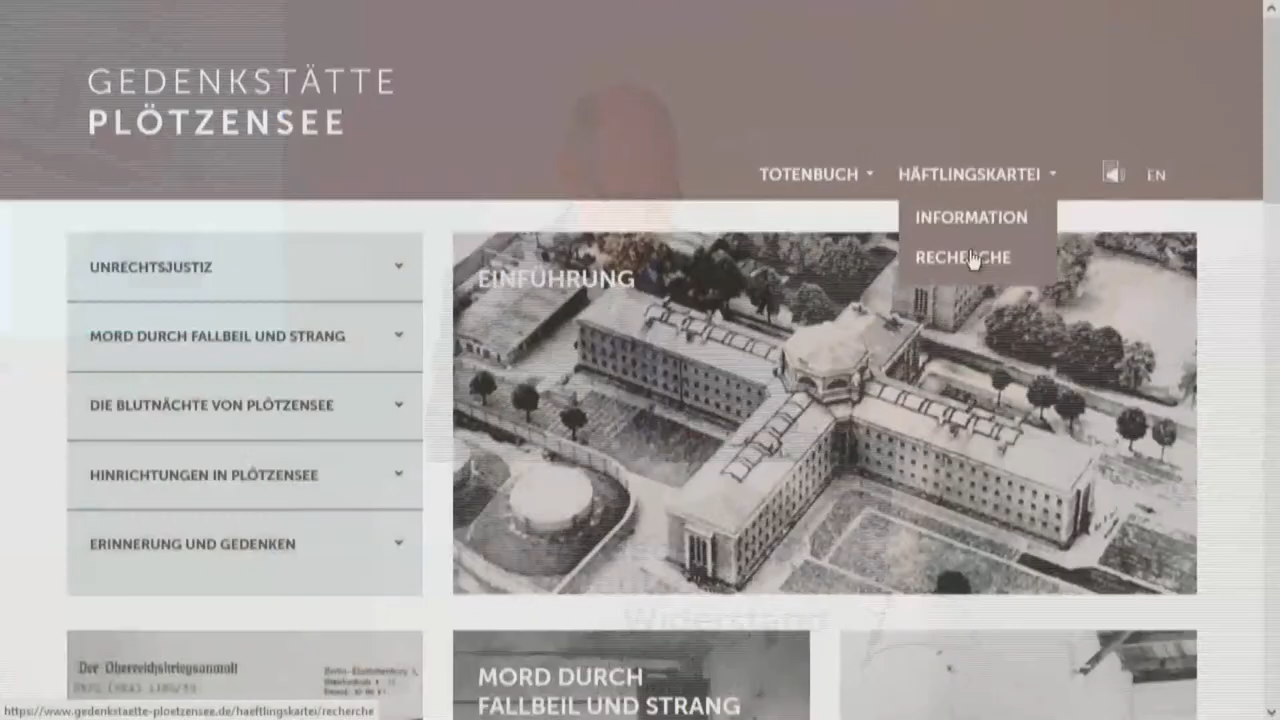 GEDENKSTÄTTE
PLÖTZENSEE
TOTENBUCH
HÄFTLINGSKARTEI
EN
INFORMATION
RECHERCHE
UNRECHTSJUSTIZ
MORD DURCH FALLBEIL UND STRANG
DIE BLUTNÄCHTE VON PLÖTZENSEE
HINRICHTUNGEN IN PLÖTZENSEE
ERINNERUNG UND GEDENKEN
EINFÜHRUNG
Widerstand
Der Oberreichskriegsanwalt
MORD DURCH
FALLBEIL UND STRANG
https://www.gedenkstaette-ploetzensee.de/haeftlingskartei/recherche